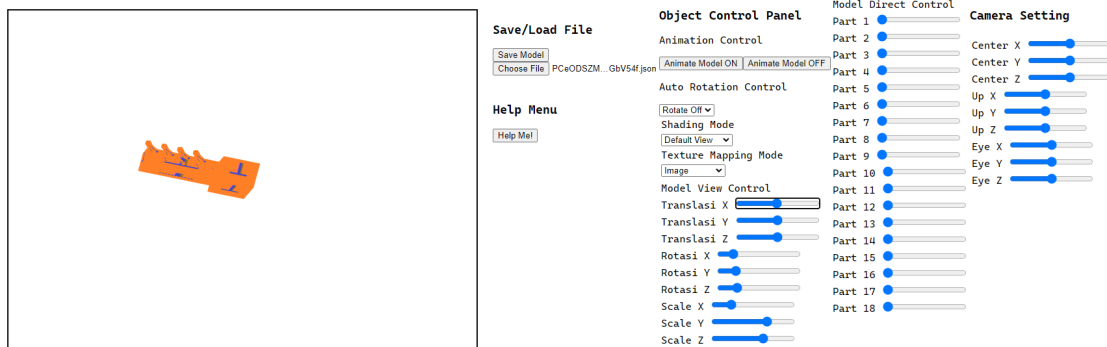 Save/Load File
Save Model
Choose File PCeODSZM...GbV54f.json
Help Menu
Help Me!
Object Control Panel
Animation Control
Animate Model ON Animate Model OFF
Auto Rotation Control
Rotate Off
Shading Mode
Default View
Texture Mapping Mode
Image
Model View Control
Translasi X
Translasi Y
Translasi Z
Rotasi X
Rotasi Y
Rotasi Z
Scale X
Scale Y
Scale Z
Model Direct Control
Part 1
Part 2
Part 3
Part 4
Part 5
Part 6
Part 7
Part 8
Part 9
Part 10
Part 11
Part 12
Part 13
Part 14
Part 15
Part 16
Part 17
Part 18
Camera Setting
Center X
Center Y
Center Z
Up X
Up Y
Up Z
Eye X
Eye Y
Eye Z